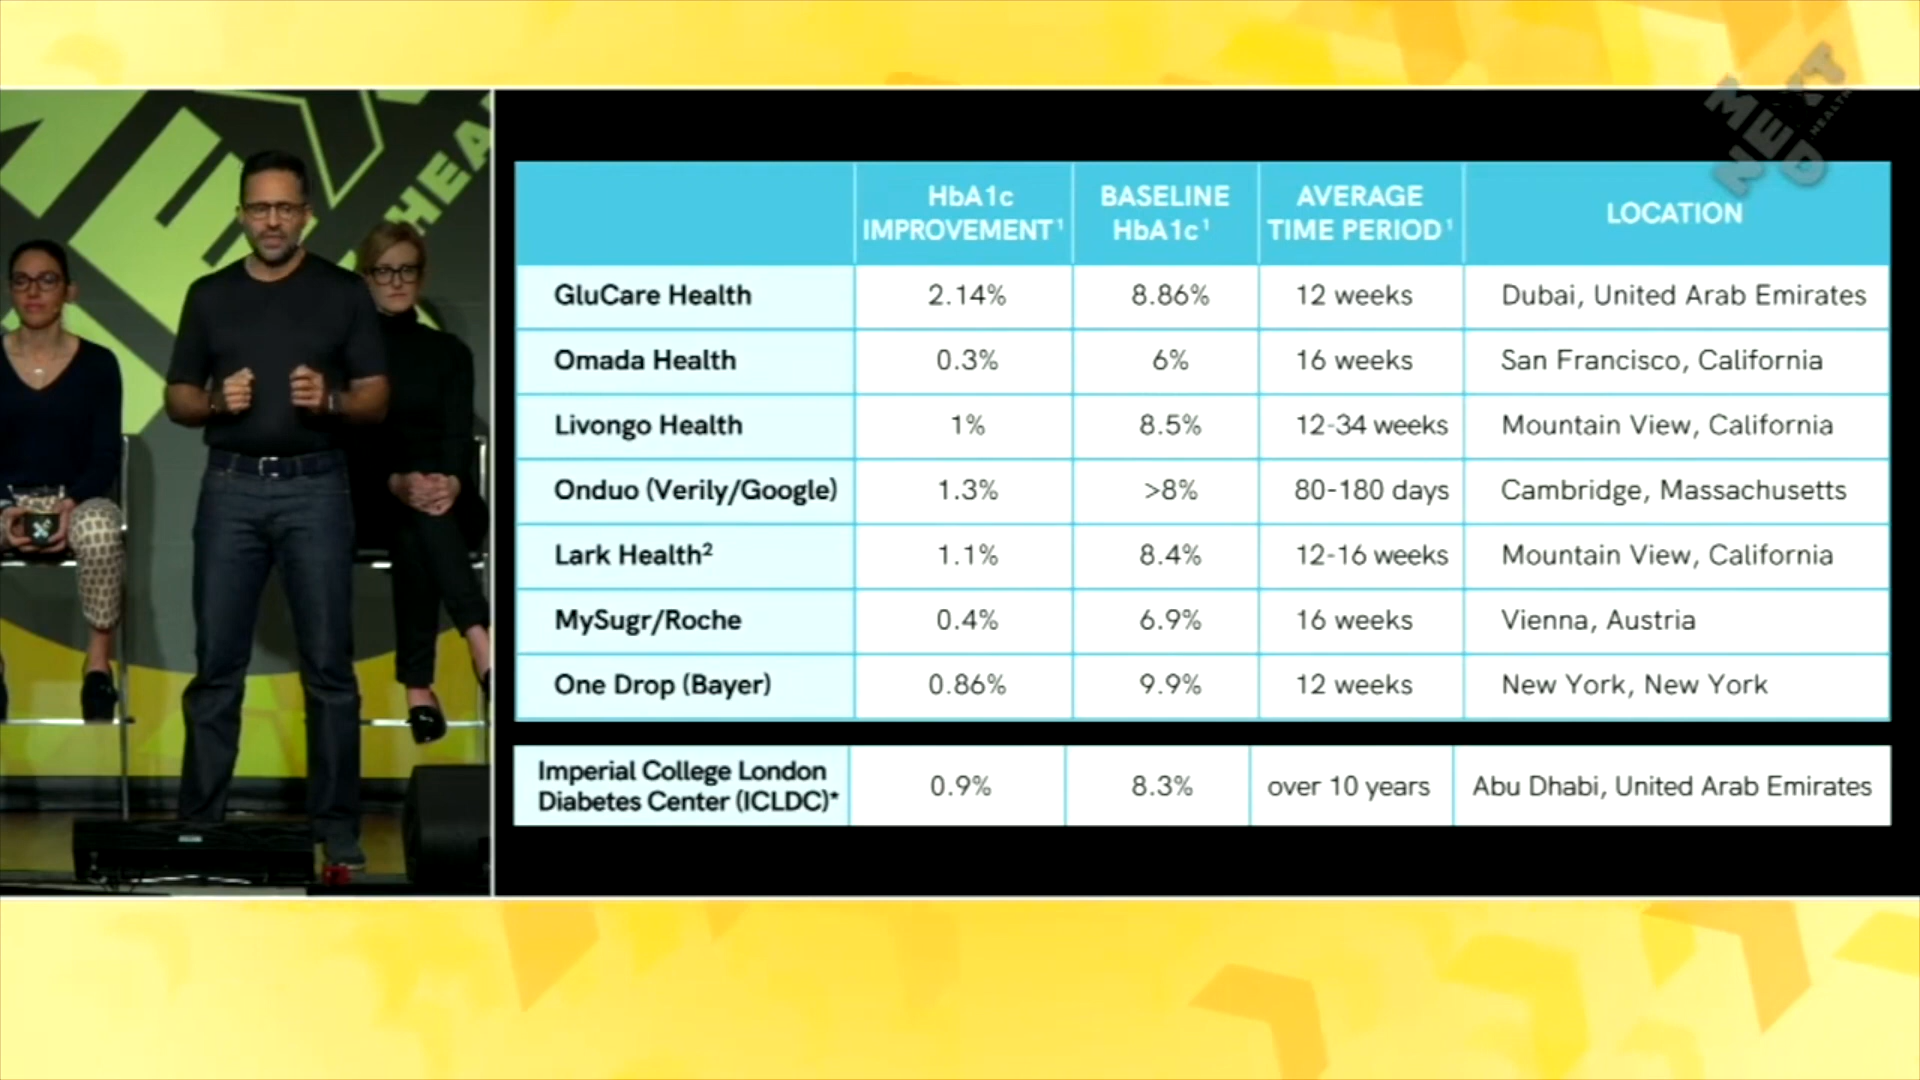 NEXT
MED
HEALTH
HEA
HbA1c IMPROVEMENT¹ BASELINE HbA1c¹ AVERAGE TIME PERIOD¹ LOCATION
GluCare Health 2.14% 8.86% 12 weeks Dubai, United Arab Emirates
Omada Health 0.3% 6% 16 weeks San Francisco, California
Livongo Health 1% 8.5% 12-34 weeks Mountain View, California
Onduo (Verily/Google) 1.3% >8% 80-180 days Cambridge, Massachusetts
Lark Health² 1.1% 8.4% 12-16 weeks Mountain View, California
MySugr/Roche 0.4% 6.9% 16 weeks Vienna, Austria
One Drop (Bayer) 0.86% 9.9% 12 weeks New York, New York
Imperial College London
Diabetes Center (ICLDC)* 0.9% 8.3% over 10 years Abu Dhabi, United Arab Emirates